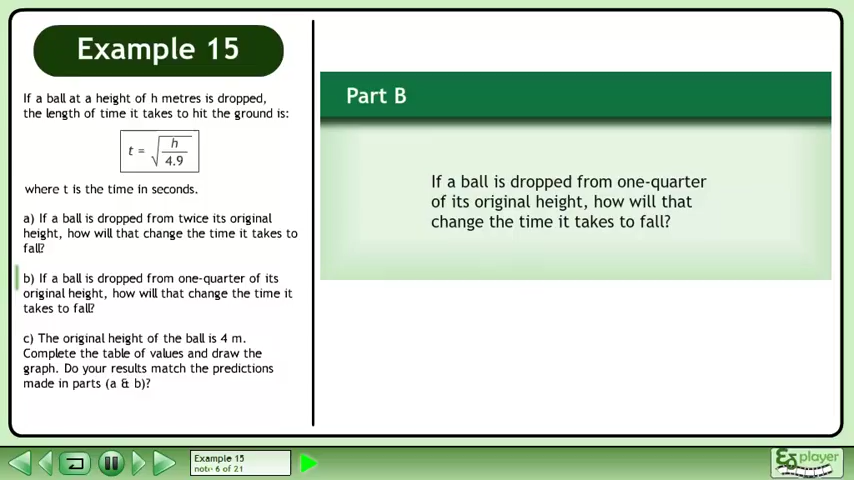 Example 15
If a ball at a height of h metres is dropped,
the length of time it takes to hit the ground is:
t = √(h/4.9)
where t is the time in seconds.
a) If a ball is dropped from twice its original
height, how will that change the time it takes to
fall?
b) If a ball is dropped from one-quarter of its
original height, how will that change the time it
takes to fall?
c) The original height of the ball is 4 m.
Complete the table of values and draw the
graph. Do your results match the predictions
made in parts (a & b)?
Part B
If a ball is dropped from one-quarter
of its original height, how will that
change the time it takes to fall?
Example 15
note 6 of 21
player